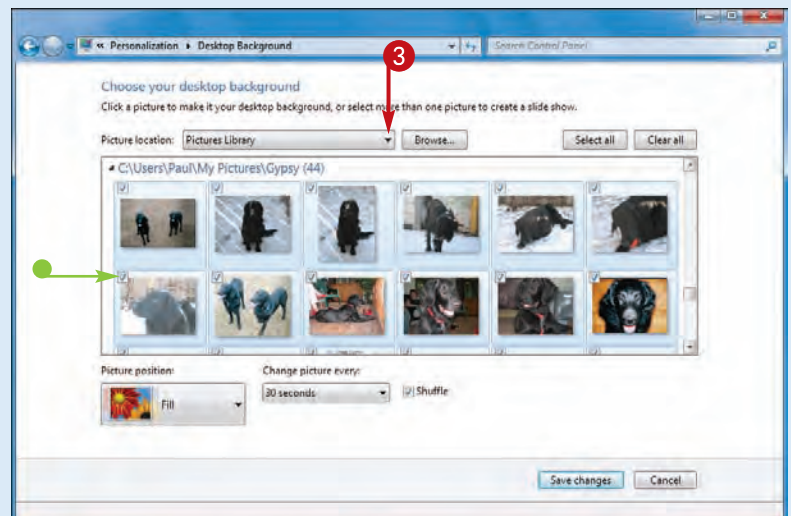 « Personalization ▸ Desktop Background
Search Control Panel
3
Choose your desktop background
Click a picture to make it your desktop background, or select more than one picture to create a slide show.
Picture location: Pictures Library Browse... Select all Clear all
C:\Users\Paul\My Pictures\Gypsy (44)
Picture position: Change picture every:
Fill 30 seconds Shuffle
Save changes Cancel